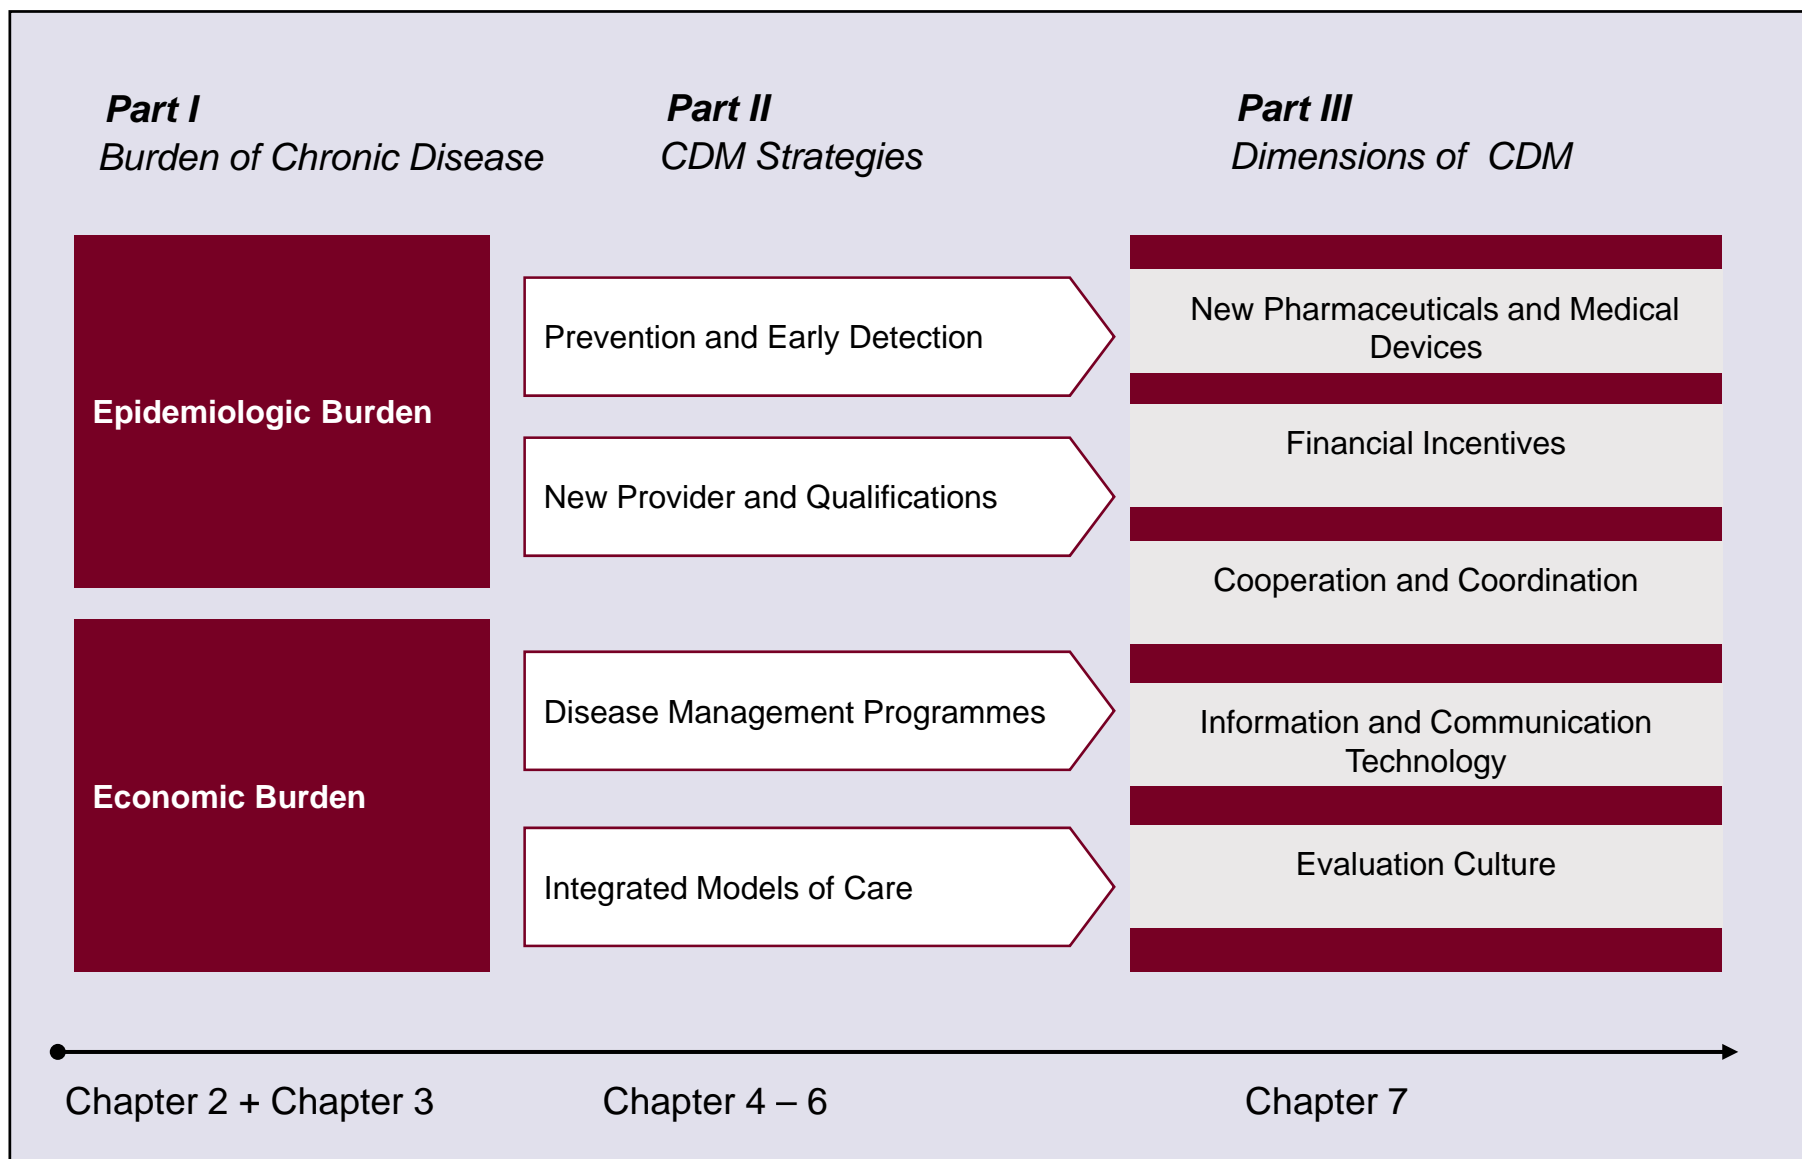 Part I
Burden of Chronic Disease
Part II
CDM Strategies
Part III
Dimensions of CDM
Epidemiologic Burden
Economic Burden
Prevention and Early Detection
New Provider and Qualifications
Disease Management Programmes
Integrated Models of Care
New Pharmaceuticals and Medical
Devices
Financial Incentives
Cooperation and Coordination
Information and Communication
Technology
Evaluation Culture
Chapter 2 + Chapter 3
Chapter 4 – 6
Chapter 7